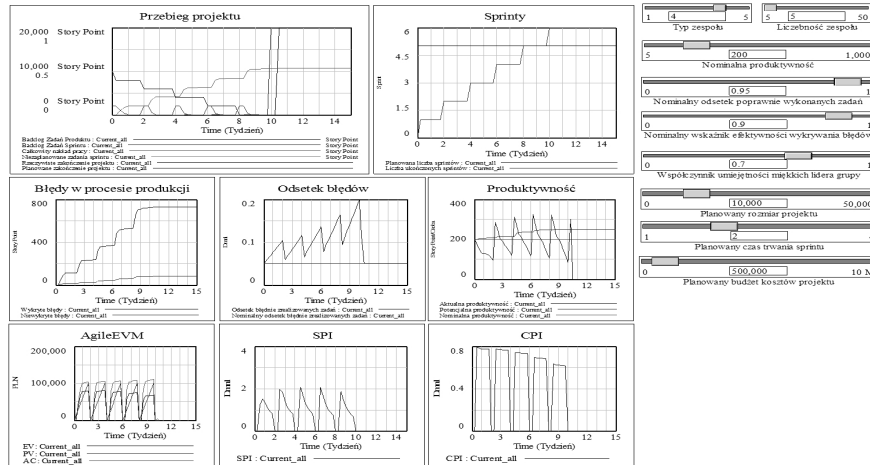 Przebieg projektu
20,000 Story Point
1
10,000 Story Point
0.5
0 Story Point
0
0 2 4 6 8 10 12 14
Time (Tydzień)
Backlog Zadań Produktu : Current_all Story Point
Backlog Zadań Sprintu : Current_all Story Point
Całkowity nakład pracy : Current_all Story Point
Niezaplanowane zadania sprintu : Current_all Story Point
Rzeczywiste zakończenie projektu : Current_all
Planowane zakończenie projektu : Current_all
Sprinty
6
4.5
3
1.5
0
Sprint
0 3 6 9 12 15
Time (Tydzień)
Planowana liczba sprintów : Current_all
Liczba ukończonych sprintów : Current_all
1 4 5
Typ zespołu
5 5 50
Liczebność zespołu
5 200 1,000
Nominalna produktywność
0 0.95 1
Nominalny odsetek poprawnie wykonanych zadań
0 0.9 1
Nominalny wskaźnik efektywności wykrywania błędów
0 0.7 1
Współczynnik umiejętności miękkich lidera grupy
0 10,000 50,000
Planowany rozmiar projektu
1 2
Planowany czas trwania sprintu
0 500,000 10 M
Planowany budżet kosztów projektu
Błędy w procesie produkcji
800
400
0
Story Point
0 3 6 9 12 15
Time (Tydzień)
Wykryte błędy : Current_all
Niewykryte błędy : Current_all
Odsetek błędów
0.2
0.1
0
Dmnl
0 3 6 9 12 15
Time (Tydzień)
Odsetek błędnie zrealizowanych zadań : Current_all
Nominalny odsetek błędnie zrealizowanych zadań : Current_all
Produktywność
400
200
0
0 3 6 9 12 15
Time (Tydzień)
Aktualna produktywność : Current_all
Potencjalna produktywność : Current_all
Nominalna produktywność : Current_all
AgileEVM
200,000
100,000
0
PLN
0 3 6 9 12 15
Time (Tydzień)
EV : Current_all
PV : Current_all
AC : Current_all
SPI
4
2
0
Dmnl
0 2 4 6 8 10 12 14
Time (Tydzień)
SPI : Current_all
CPI
0.8
0.4
0
Dmnl
0 3 6 9 12 15
Time (Tydzień)
CPI : Current_all